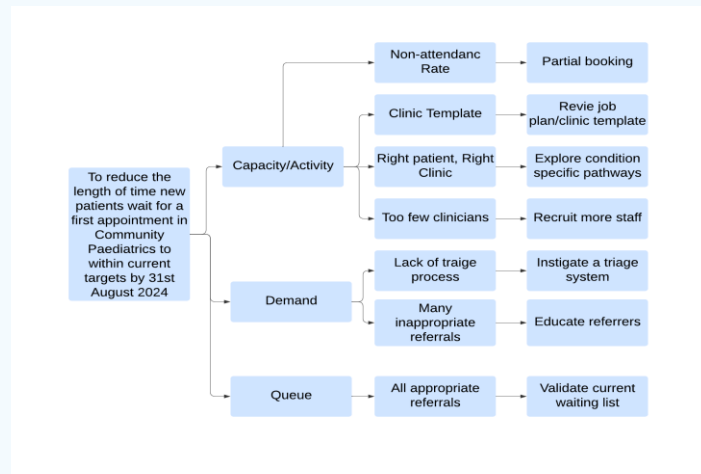 To reduce the
length of time new
patients wait for a
first appointment in
Community
Paediatrics to
within current
targets by 31st
August 2024
Capacity/Activity
Non-attendanc
Rate
Partial booking
Clinic Template
Revie job
plan/clinic template
Right patient, Right
Clinic
Explore condition
specific pathways
Too few clinicians
Recruit more staff
Demand
Lack of traige
process
Instigate a triage
system
Many
inappropriate
referrals
Educate referrers
Queue
All appropriate
referrals
Validate current
waiting list